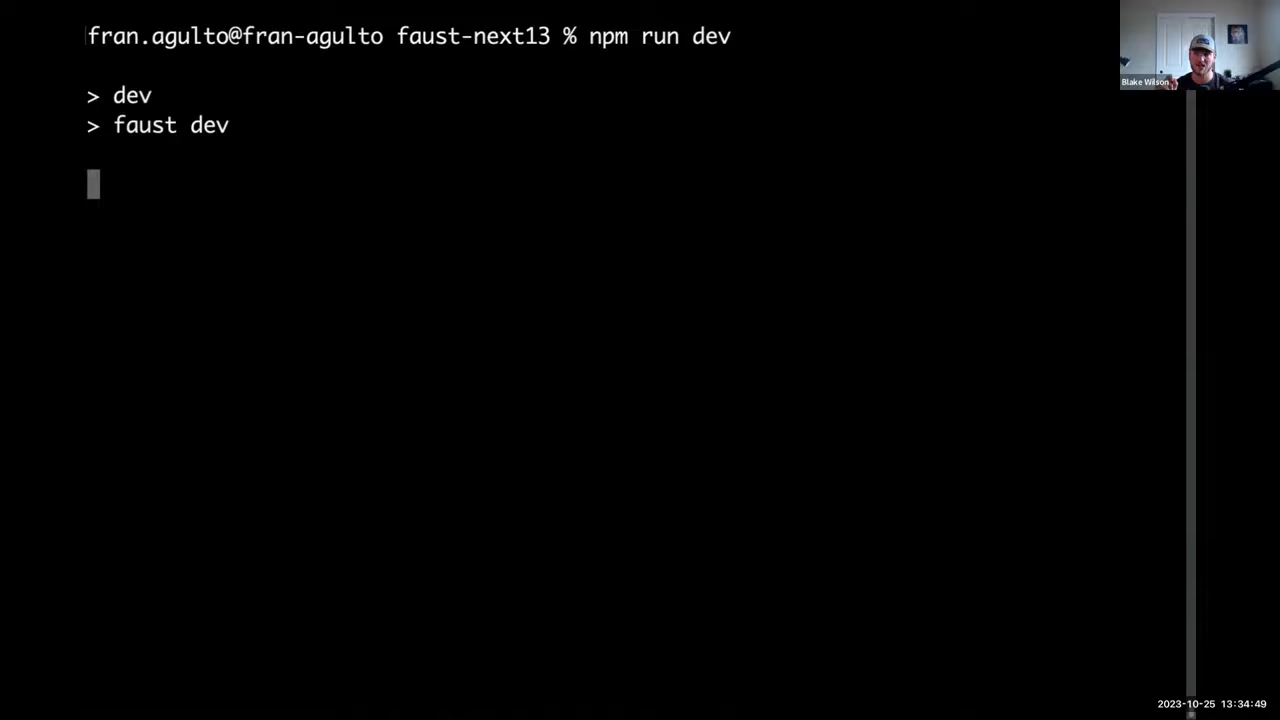 fran.agulto@fran-agulto faust-next13 % npm run dev
> dev
> faust dev
Blake Wilson
2023-10-25 13:34:49